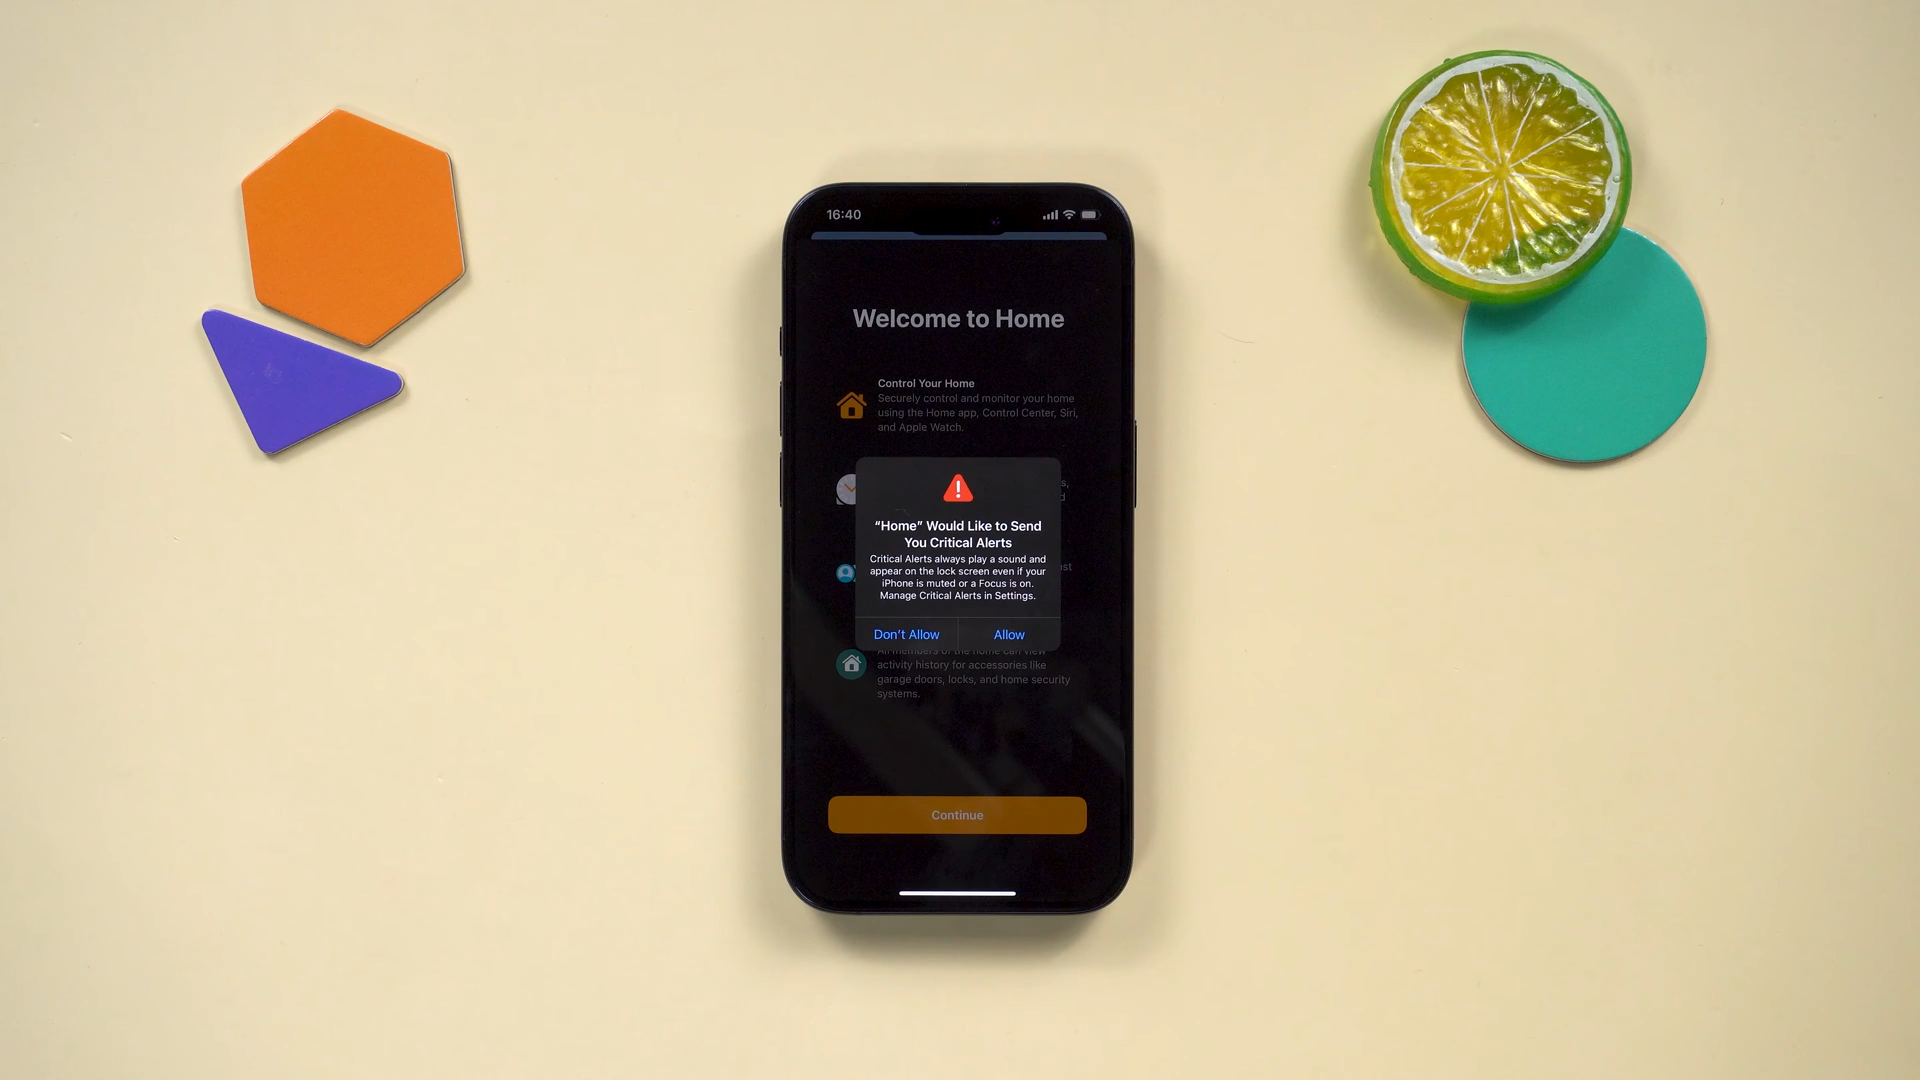 16:40
Welcome to Home
Control Your Home
Securely control and monitor your home
using the Home app, Control Center, Siri,
and Apple Watch.
“Home” Would Like to Send
You Critical Alerts
Critical Alerts always play a sound and
appear on the lock screen even if your
iPhone is muted or a Focus is on.
Manage Critical Alerts in Settings.
Don’t Allow
Allow
All members of the home can view
activity history for accessories like
garage doors, locks, and home security
systems.
Continue